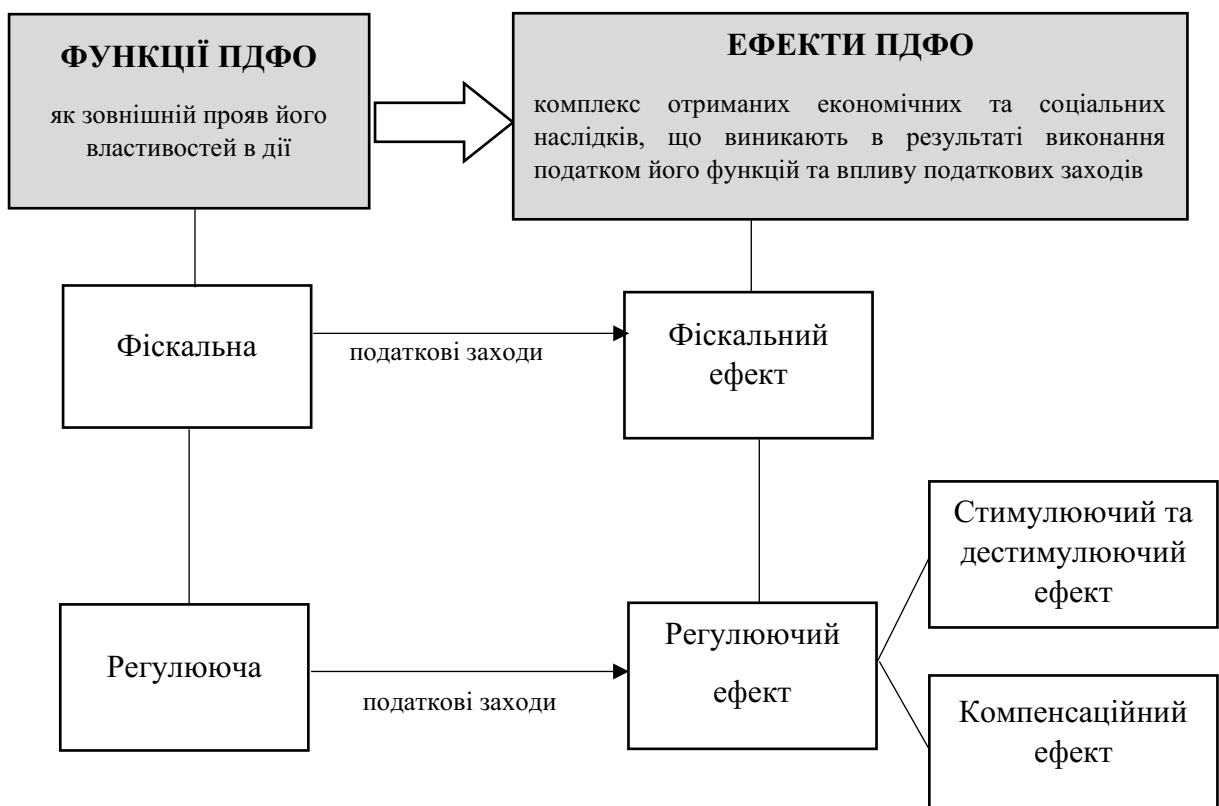 ФУНКЦІЇ ПДФО
як зовнішній прояв його
властивостей в дії
ЕФЕКТИ ПДФО
комплекс отриманих економічних та соціальних
наслідків, що виникають в результаті виконання
податком його функцій та впливу податкових заходів
Фіскальна
податкові заходи
Фіскальний
ефект
Стимулюючий та
дестимулюючий
ефект
Регулююча
податкові заходи
Регулюючий
ефект
Компенсаційний
ефект